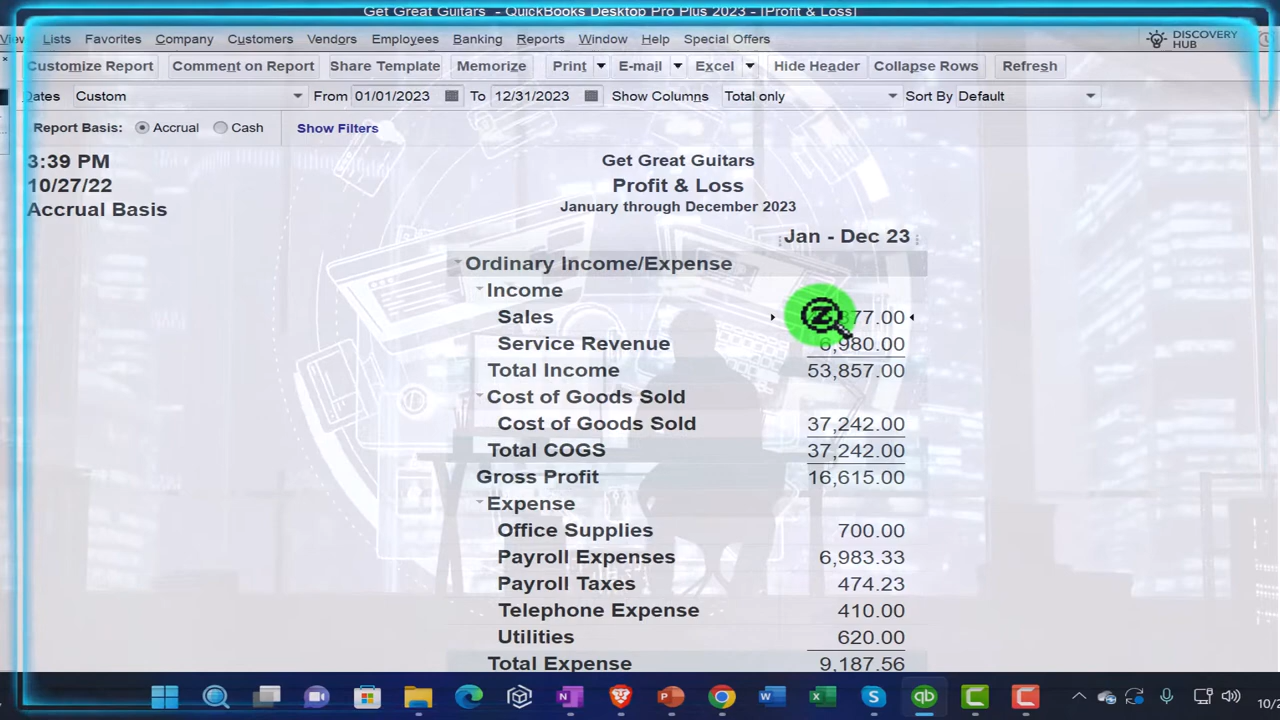 Get Great Guitars - QuickBooks Desktop Pro Plus 2023 - [Profit & Loss]
View Lists Favorites Company Customers Vendors Employees Banking Reports Window Help Special Offers
DISCOVERY
HUB
Customize Report Comment on Report Share Template Memorize Print E-mail Excel Hide Header Collapse Rows Refresh
Dates Custom From 01/01/2023 To 12/31/2023 Show Columns Total only Sort By Default
Report Basis: Accrual Cash Show Filters
3:39 PM
10/27/22
Accrual Basis
Get Great Guitars
Profit & Loss
January through December 2023
Jan - Dec 23
Ordinary Income/Expense
Income
Sales
Service Revenue 6,980.00
Total Income 53,857.00
Cost of Goods Sold
Cost of Goods Sold 37,242.00
Total COGS 37,242.00
Gross Profit 16,615.00
Expense
Office Supplies 700.00
Payroll Expenses 6,983.33
Payroll Taxes 474.23
Telephone Expense 410.00
Utilities 620.00
Total Expense 9,187.56